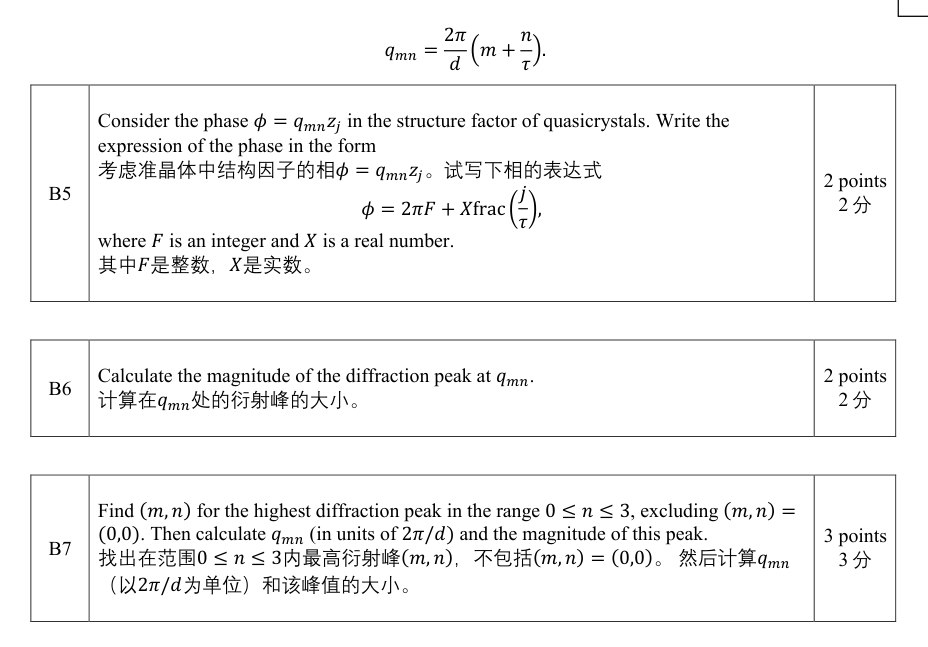 q_{mn} = \frac{2π}{d}(m + \frac{n}{τ}).
B5
Consider the phase ϕ = q_{mn}z_j in the structure factor of quasicrystals. Write the
expression of the phase in the form
考虑准晶体中结构因子的相ϕ = q_{mn}z_j。试写下相的表达式
ϕ = 2πF + Xfrac(\frac{j}{τ}),
where F is an integer and X is a real number.
其中F是整数，X是实数。
2 points
2 分
B6
Calculate the magnitude of the diffraction peak at q_{mn}.
计算在q_{mn}处的衍射峰的大小。
2 points
2 分
B7
Find (m, n) for the highest diffraction peak in the range 0 ≤ n ≤ 3, excluding (m, n) =
(0,0). Then calculate q_{mn} (in units of 2π/d) and the magnitude of this peak.
找出在范围0 ≤ n ≤ 3内最高衍射峰(m, n)，不包括(m, n) = (0,0)。 然后计算q_{mn}
（以2π/d为单位）和该峰值的大小。
3 points
3 分